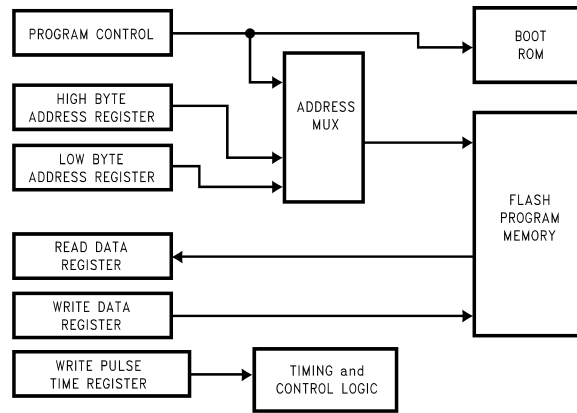 PROGRAM CONTROL
BOOT
ROM
HIGH BYTE
ADDRESS REGISTER
ADDRESS
MUX
LOW BYTE
ADDRESS REGISTER
FLASH
PROGRAM
MEMORY
READ DATA
REGISTER
WRITE DATA
REGISTER
WRITE PULSE
TIME REGISTER
TIMING and
CONTROL LOGIC